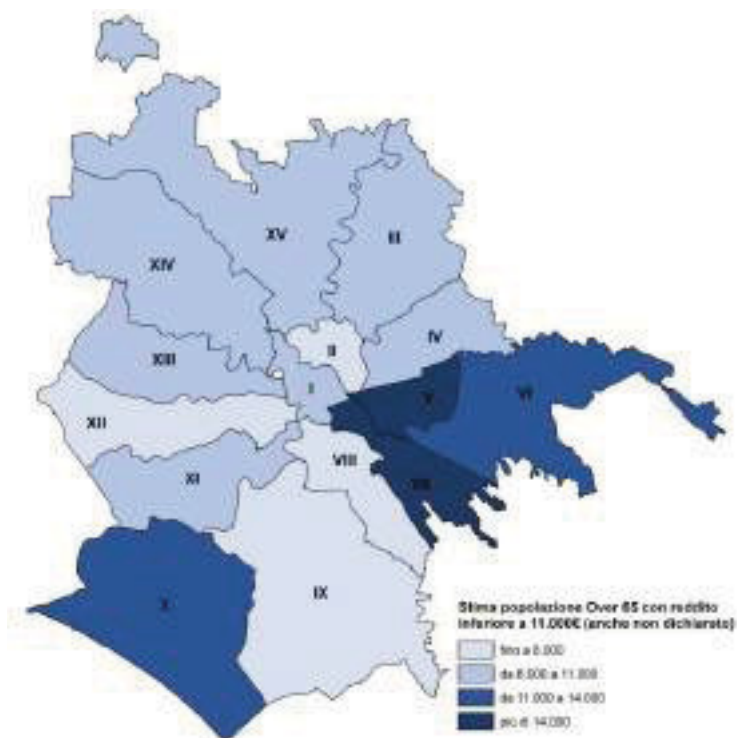 XV
III
XIV
II
IV
XIII
I
V
VI
XII
VIII
XI
VII
X
IX
Stima popolazione Over 65 con reddito
inferiore a 11.000€ (anche non dichiarato)
fino a 8.000
da 8.000 a 11.000
da 11.000 a 14.000
più di 14.000